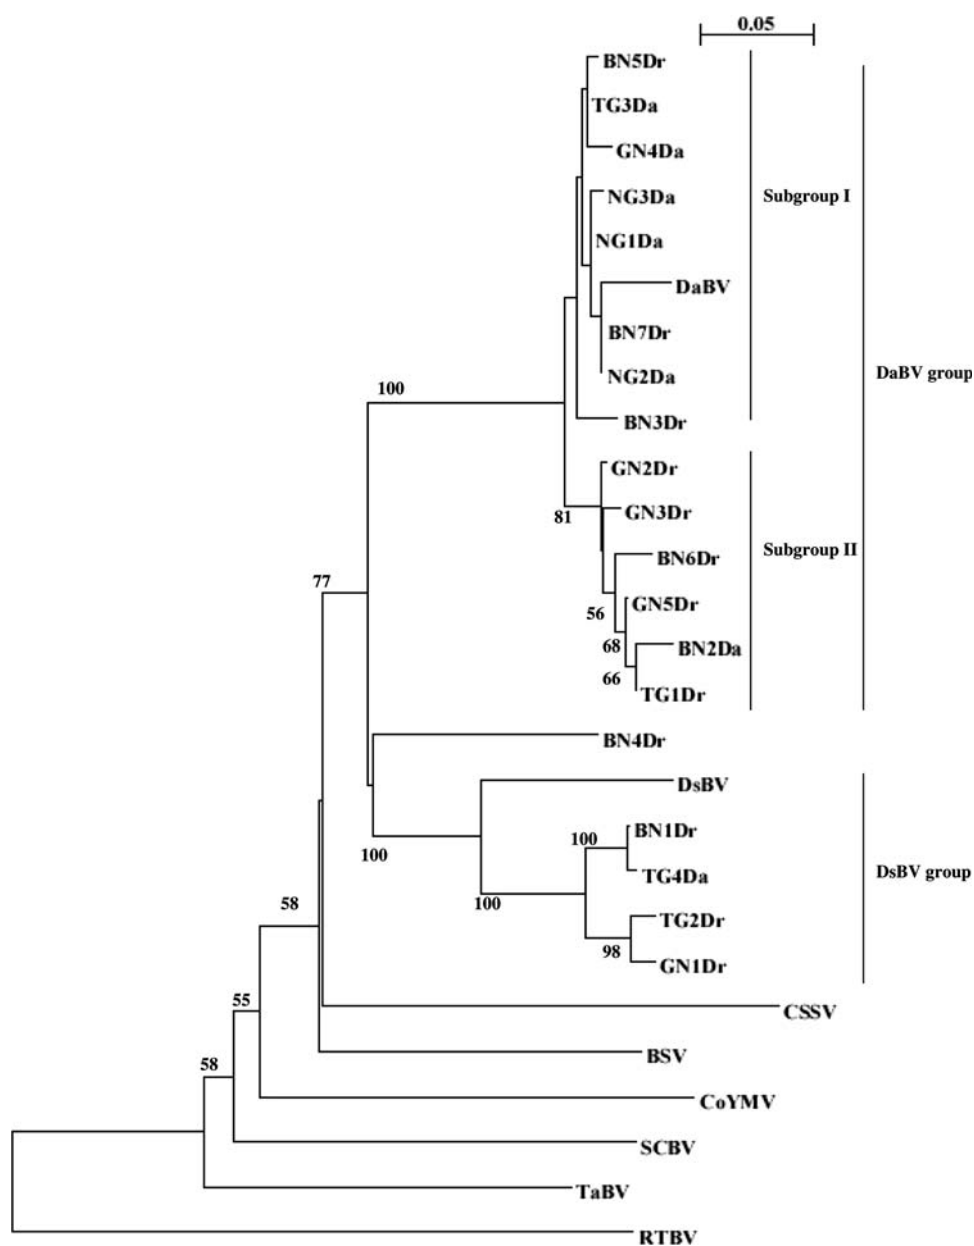 0.05
BN5Dr
TG3Da
GN4Da
NG3Da
Subgroup I
NG1Da
DaBV
BN7Dr
NG2Da
DaBV group
100
BN3Dr
GN2Dr
81
GN3Dr
Subgroup II
BN6Dr
77
56
GN5Dr
68
BN2Da
66
TG1Dr
BN4Dr
DsBV
BN1Dr
100
100
TG4Da
DsBV group
58
100
TG2Dr
98
GN1Dr
55
CSSV
58
BSV
CoYMV
SCBV
TaBV
RTBV